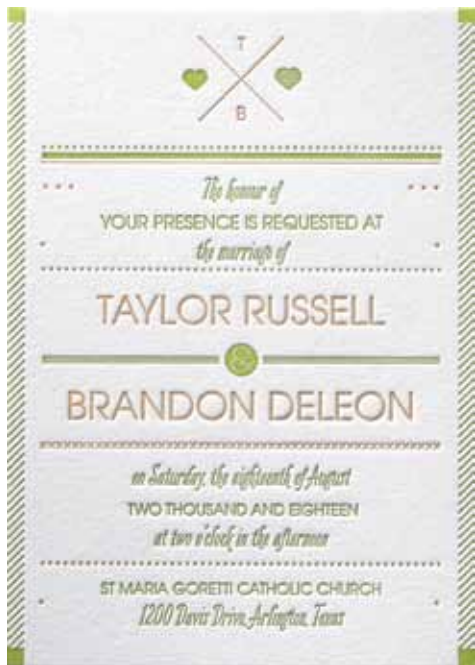 T
B
The honour of
YOUR PRESENCE IS REQUESTED AT
the marriage of
TAYLOR RUSSELL
&
BRANDON DELEON
on Saturday, the eighteenth of August
TWO THOUSAND AND EIGHTEEN
at two o'clock in the afternoon
ST MARIA GORETTI CATHOLIC CHURCH
1200 Davis Drive, Arlington, Texas